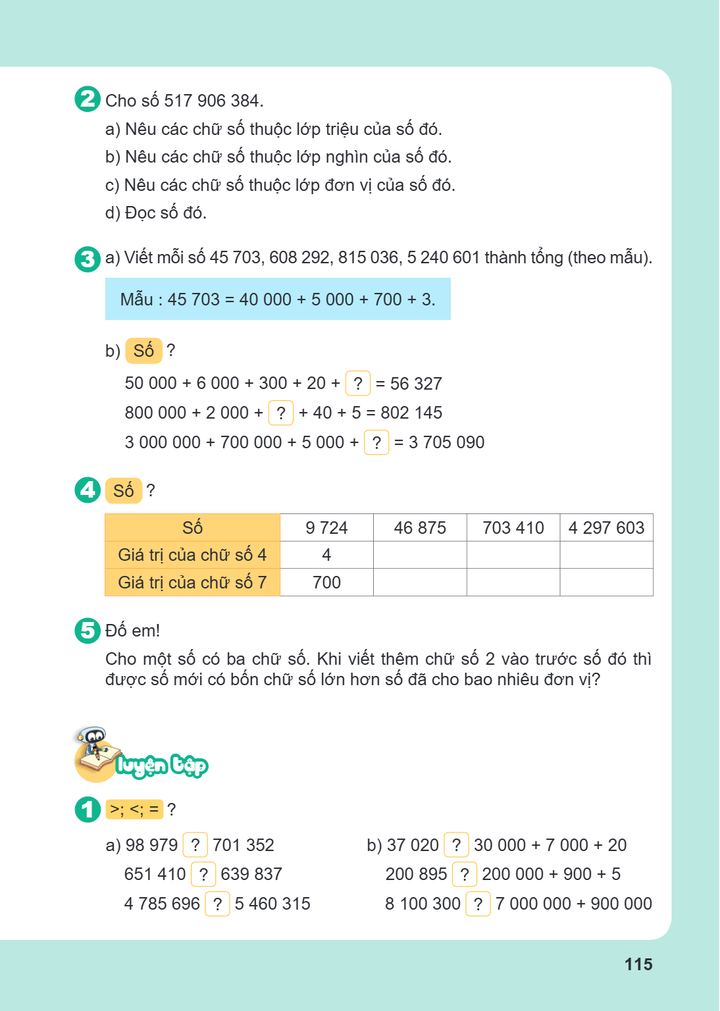 2 Cho số 517 906 384.
a) Nêu các chữ số thuộc lớp triệu của số đó.
b) Nêu các chữ số thuộc lớp nghìn của số đó.
c) Nêu các chữ số thuộc lớp đơn vị của số đó.
d) Đọc số đó.
3 a) Viết mỗi số 45 703, 608 292, 815 036, 5 240 601 thành tổng (theo mẫu).
Mẫu : 45 703 = 40 000 + 5 000 + 700 + 3.
b) Số ?
50 000 + 6 000 + 300 + 20 + ? = 56 327
800 000 + 2 000 + ? + 40 + 5 = 802 145
3 000 000 + 700 000 + 5 000 + ? = 3 705 090
4 Số ?
Số 9 724 46 875 703 410 4 297 603
Giá trị của chữ số 4 4
Giá trị của chữ số 7 700
5 Đố em!
Cho một số có ba chữ số. Khi viết thêm chữ số 2 vào trước số đó thì
được số mới có bốn chữ số lớn hơn số đã cho bao nhiêu đơn vị?
luyện tập
1 >; <; = ?
a) 98 979 ? 701 352 b) 37 020 ? 30 000 + 7 000 + 20
651 410 ? 639 837 200 895 ? 200 000 + 900 + 5
4 785 696 ? 5 460 315 8 100 300 ? 7 000 000 + 900 000
115